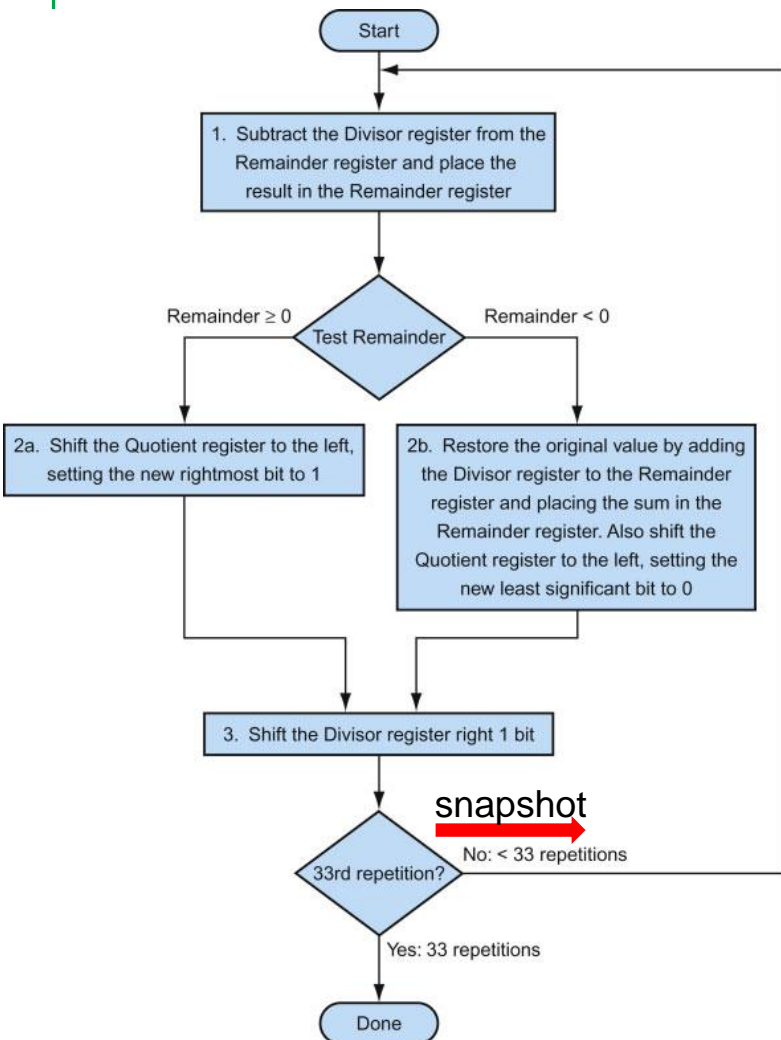 Start
1. Subtract the Divisor register from the
Remainder register and place the
result in the Remainder register
Remainder ≥ 0
Test Remainder
Remainder < 0
2a. Shift the Quotient register to the left,
setting the new rightmost bit to 1
2b. Restore the original value by adding
the Divisor register to the Remainder
register and placing the sum in the
Remainder register. Also shift the
Quotient register to the left, setting the
new least significant bit to 0
3. Shift the Divisor register right 1 bit
snapshot
33rd repetition?
No: < 33 repetitions
Yes: 33 repetitions
Done